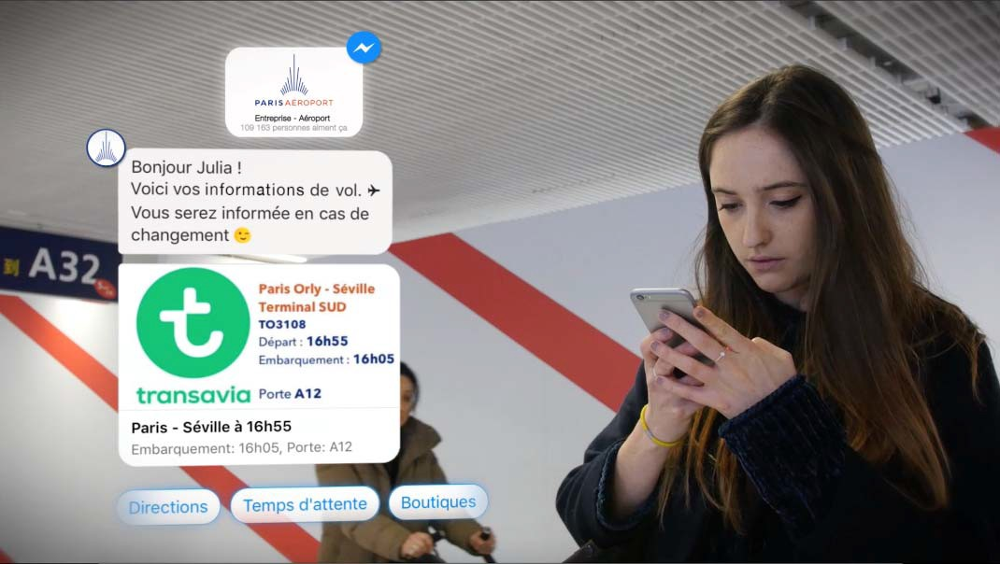 PARIS AÉROPORT
Entreprise - Aéroport
109 163 personnes aiment ça
Bonjour Julia !
Voici vos informations de vol. ✈
Vous serez informée en cas de
changement 😉
到 A32
Paris Orly - Séville
Terminal SUD
TO3108
Départ : 16h55
Embarquement : 16h05
transavia
Porte A12
Paris - Séville à 16h55
Embarquement: 16h05, Porte: A12
Directions
Temps d'attente
Boutiques